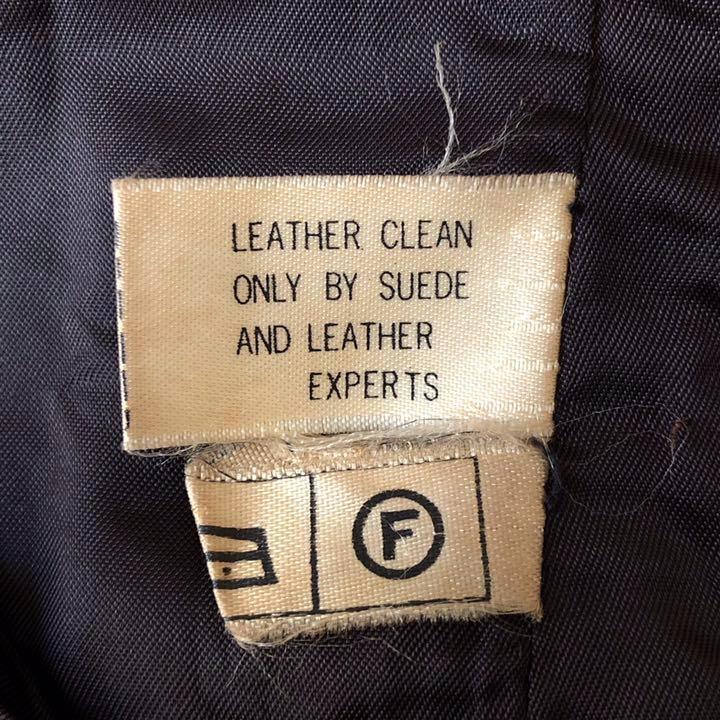 LEATHER CLEAN
ONLY BY SUEDE
AND LEATHER
EXPERTS
F